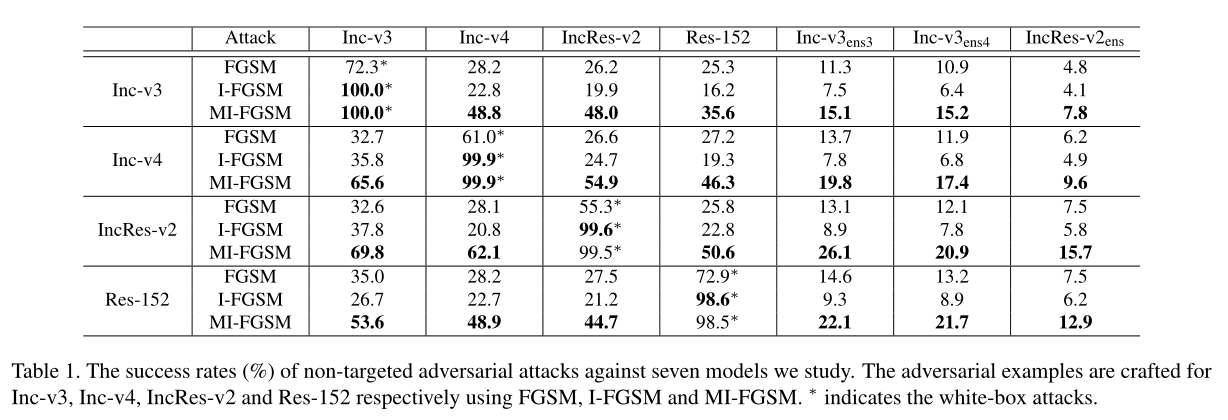 Attack Inc-v3 Inc-v4 IncRes-v2 Res-152 Inc-v3ens3 Inc-v3ens4 IncRes-v2ens
FGSM 72.3* 28.2 26.2 25.3 11.3 10.9 4.8
Inc-v3 I-FGSM 100.0* 22.8 19.9 16.2 7.5 6.4 4.1
MI-FGSM 100.0* 48.8 48.0 35.6 15.1 15.2 7.8
FGSM 32.7 61.0* 26.6 27.2 13.7 11.9 6.2
Inc-v4 I-FGSM 35.8 99.9* 24.7 19.3 7.8 6.8 4.9
MI-FGSM 65.6 99.9* 54.9 46.3 19.8 17.4 9.6
FGSM 32.6 28.1 55.3* 25.8 13.1 12.1 7.5
IncRes-v2 I-FGSM 37.8 20.8 99.6* 22.8 8.9 7.8 5.8
MI-FGSM 69.8 62.1 99.5* 50.6 26.1 20.9 15.7
FGSM 35.0 28.2 27.5 72.9* 14.6 13.2 7.5
Res-152 I-FGSM 26.7 22.7 21.2 98.6* 9.3 8.9 6.2
MI-FGSM 53.6 48.9 44.7 98.5* 22.1 21.7 12.9
Table 1. The success rates (%) of non-targeted adversarial attacks against seven models we study. The adversarial examples are crafted for
Inc-v3, Inc-v4, IncRes-v2 and Res-152 respectively using FGSM, I-FGSM and MI-FGSM. * indicates the white-box attacks.